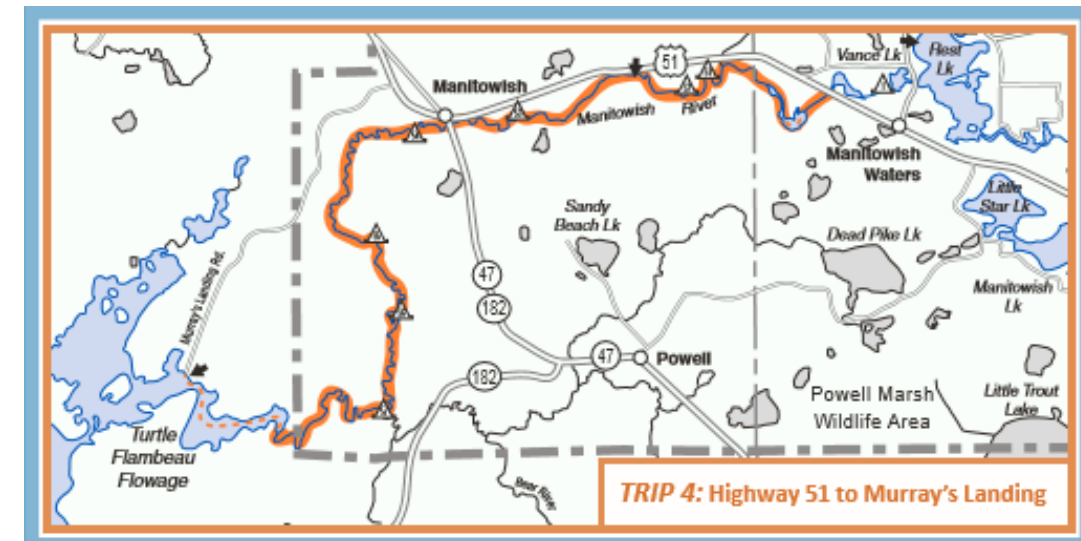 Vance Lk
Rest
Lk
51
Manitowish
Manitowish River
Manitowish
Waters
Little
Star Lk
Sandy
Beach Lk
Dead Pike Lk
Manitowish
Lk
Murray's Landing Rd.
47
182
47
Powell
182
Powell Marsh
Wildlife Area
Little Trout
Lake
Turtle
Flambeau
Flowage
Bear River
TRIP 4: Highway 51 to Murray's Landing